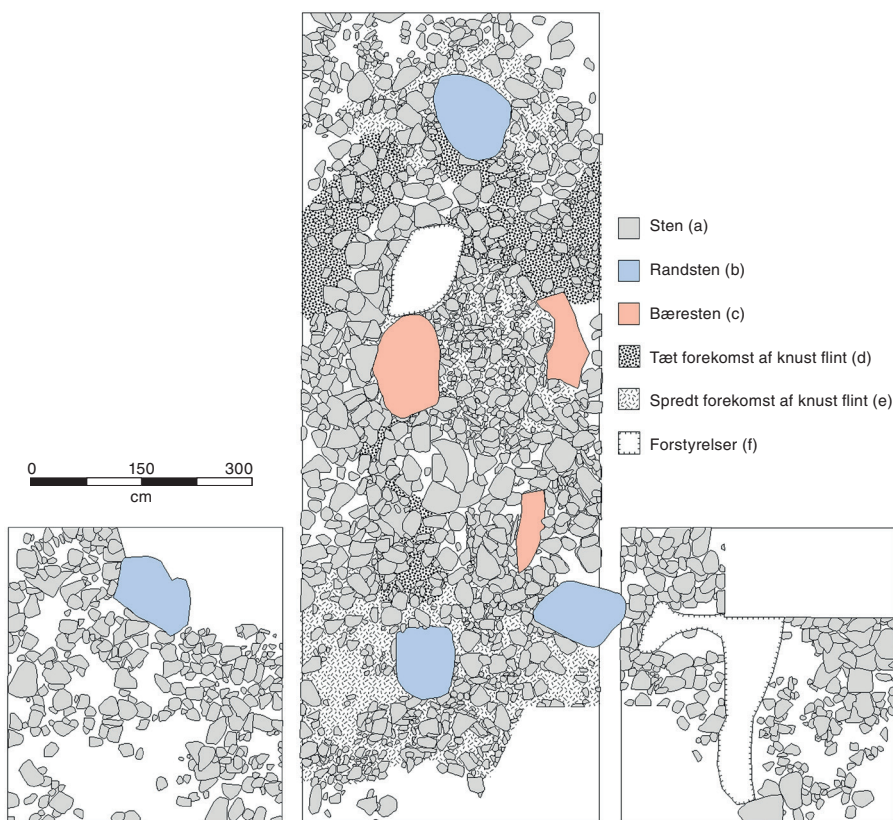 Sten (a)
Randsten (b)
Bæresten (c)
Tæt forekomst af knust flint (d)
Spredt forekomst af knust flint (e)
Forstyrelser (f)
0 150 300
cm